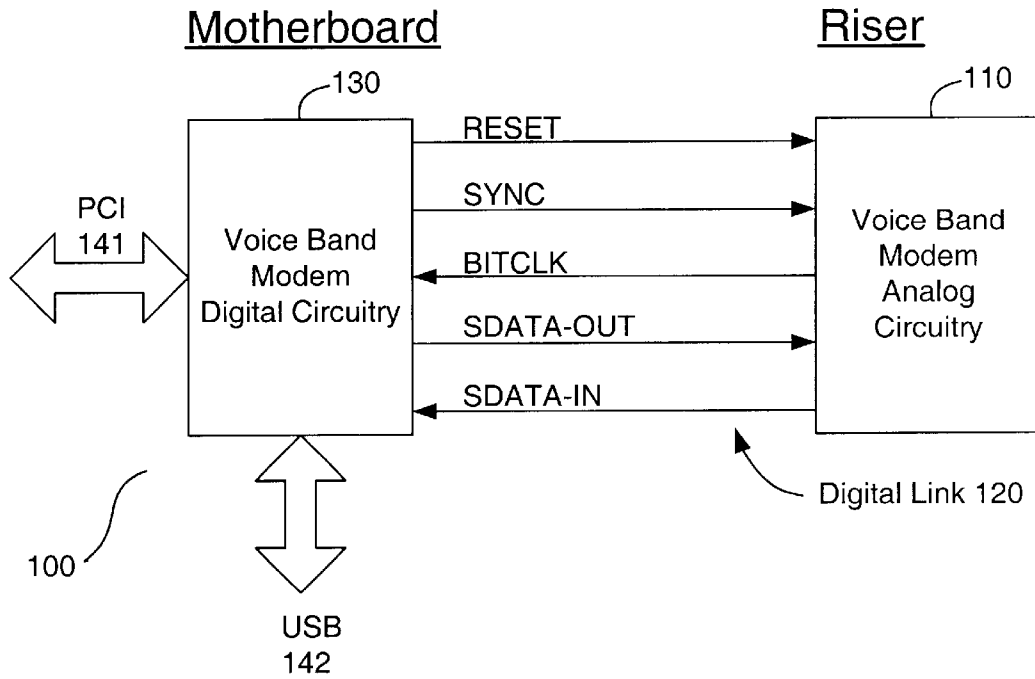 Motherboard
Riser
130
110
RESET
SYNC
BITCLK
SDATA-OUT
SDATA-IN
PCI
141
Voice Band
Modem
Digital Circuitry
Voice Band
Modem
Analog
Circuitry
Digital Link 120
100
USB
142